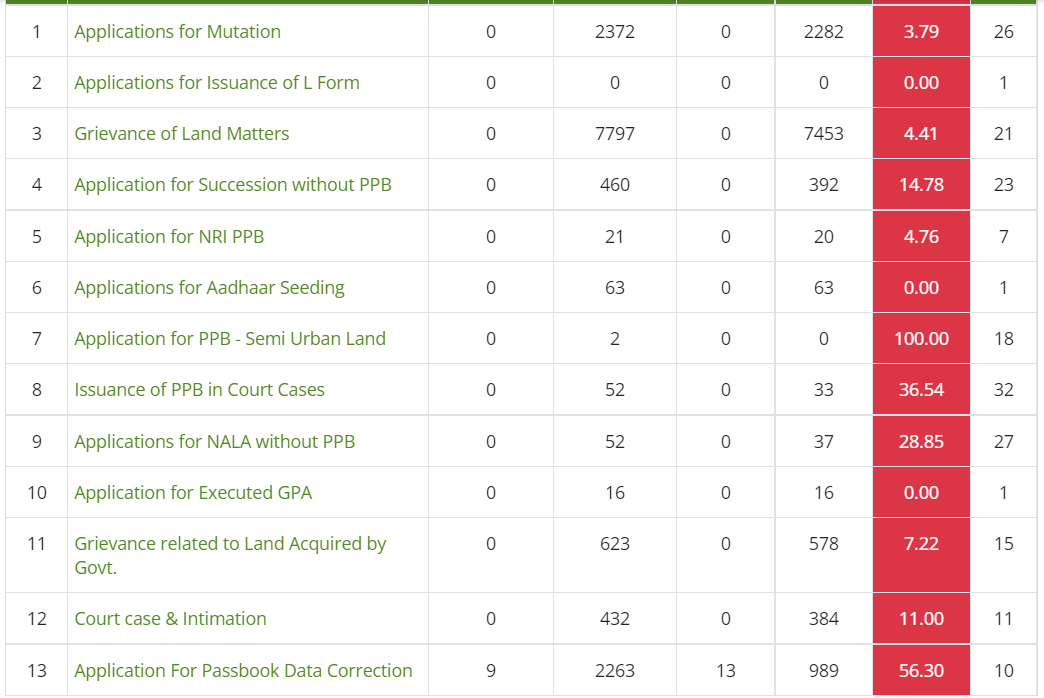 1 Applications for Mutation 0 2372 0 2282 3.79 26
2 Applications for Issuance of L Form 0 0 0 0 0.00 1
3 Grievance of Land Matters 0 7797 0 7453 4.41 21
4 Application for Succession without PPB 0 460 0 392 14.78 23
5 Application for NRI PPB 0 21 0 20 4.76 7
6 Applications for Aadhaar Seeding 0 63 0 63 0.00 1
7 Application for PPB - Semi Urban Land 0 2 0 0 100.00 18
8 Issuance of PPB in Court Cases 0 52 0 33 36.54 32
9 Applications for NALA without PPB 0 52 0 37 28.85 27
10 Application for Executed GPA 0 16 0 16 0.00 1
11 Grievance related to Land Acquired by 0 623 0 578 7.22 15
Govt.
12 Court case & Intimation 0 432 0 384 11.00 11
13 Application For Passbook Data Correction 9 2263 13 989 56.30 10